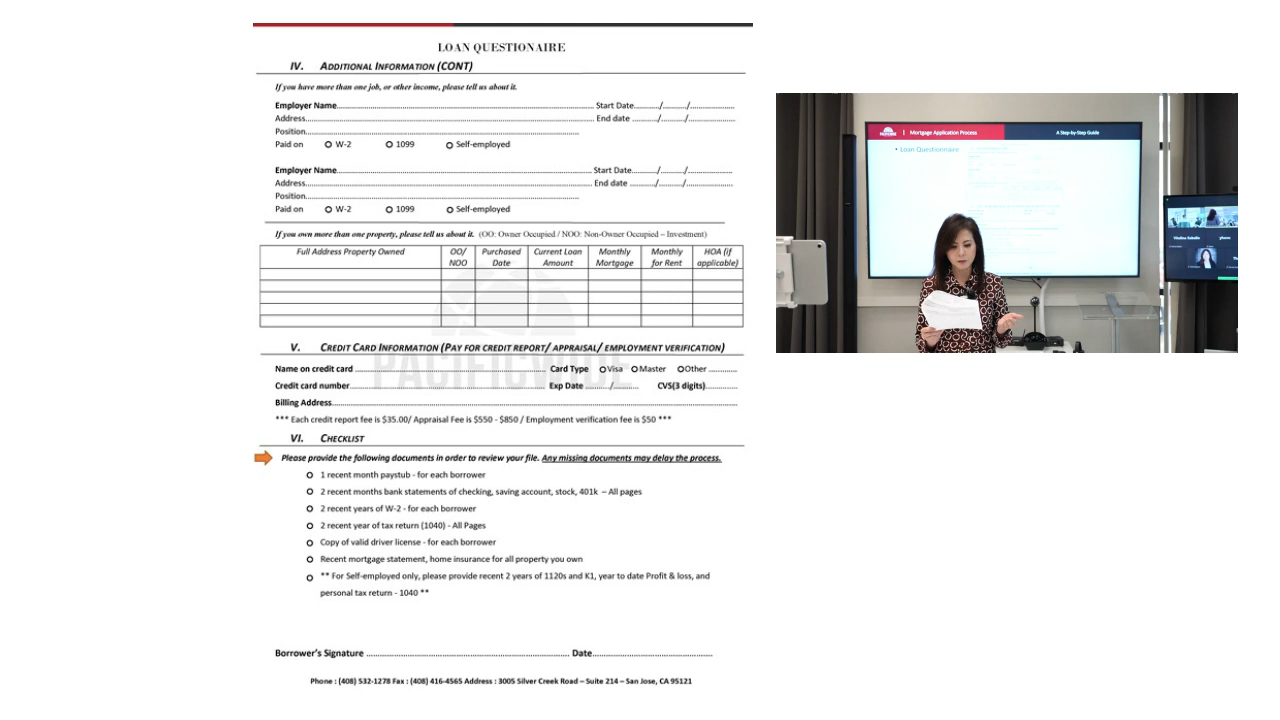 LOAN QUESTIONAIRE
IV. ADDITIONAL INFORMATION (CONT)
If you have more than one job, or other income, please tell us about it.
Employer Name Start Date / /
Address End date / /
Position
Paid on W-2 1099 Self-employed
Employer Name Start Date / /
Address End date / /
Position
Paid on W-2 1099 Self-employed
If you own more than one property, please tell us about it. (OO: Owner Occupied / NOO: Non-Owner Occupied – Investment)
Full Address Property Owned OO/ NOO Purchased Date Current Loan Amount Monthly Mortgage Monthly for Rent HOA (if applicable)
PACIFICWIDE
V. CREDIT CARD INFORMATION (PAY FOR CREDIT REPORT/ APPRAISAL/ EMPLOYMENT VERIFICATION)
Name on credit card Card Type Visa Master Other
Credit card number Exp Date / CVS(3 digits)
Billing Address
*** Each credit report fee is $35.00/ Appraisal Fee is $550 - $850 / Employment verification fee is $50 ***
VI. CHECKLIST
Please provide the following documents in order to review your file. Any missing documents may delay the process.
1 recent month paystub - for each borrower
2 recent months bank statements of checking, saving account, stock, 401k – All pages
2 recent years of W-2 - for each borrower
2 recent year of tax return (1040) - All Pages
Copy of valid driver license - for each borrower
Recent mortgage statement, home insurance for all property you own
** For Self-employed only, please provide recent 2 years of 1120s and K1, year to date Profit & loss, and
personal tax return - 1040 **
Borrower's Signature Date
Phone : (408) 532-1278 Fax : (408) 416-4565 Address : 3005 Silver Creek Road – Suite 214 – San Jose, CA 95121
Mortgage Application Process A Step-by-Step Guide
• Loan Questionnaire